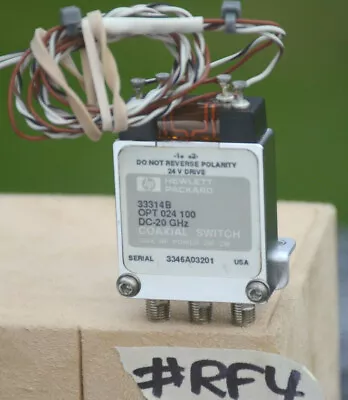 DO NOT REVERSE POLARITY
24 V DRIVE
hp HEWLETT
PACKARD
33314B
OPT 024 100
DC-20 GHz
COAXIAL SWITCH
SERIAL 3346A03201 USA
#RF4